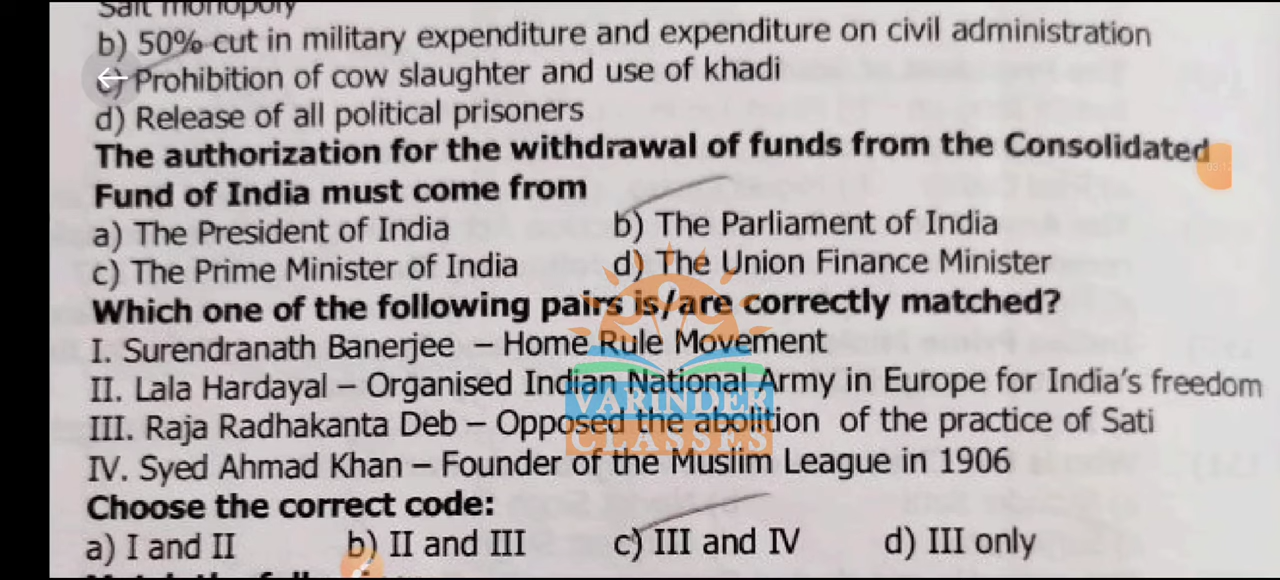 Salt monopoly
b) 50% cut in military expenditure and expenditure on civil administration
c) Prohibition of cow slaughter and use of khadi
d) Release of all political prisoners
The authorization for the withdrawal of funds from the Consolidated
Fund of India must come from
a) The President of India b) The Parliament of India
c) The Prime Minister of India d) The Union Finance Minister
Which one of the following pairs is/are correctly matched?
I. Surendranath Banerjee – Home Rule Movement
II. Lala Hardayal – Organised Indian National Army in Europe for India's freedom
III. Raja Radhakanta Deb – Opposed the abolition of the practice of Sati
IV. Syed Ahmad Khan – Founder of the Muslim League in 1906
VARINDER
CLASSES
Choose the correct code:
a) I and II b) II and III c) III and IV d) III only